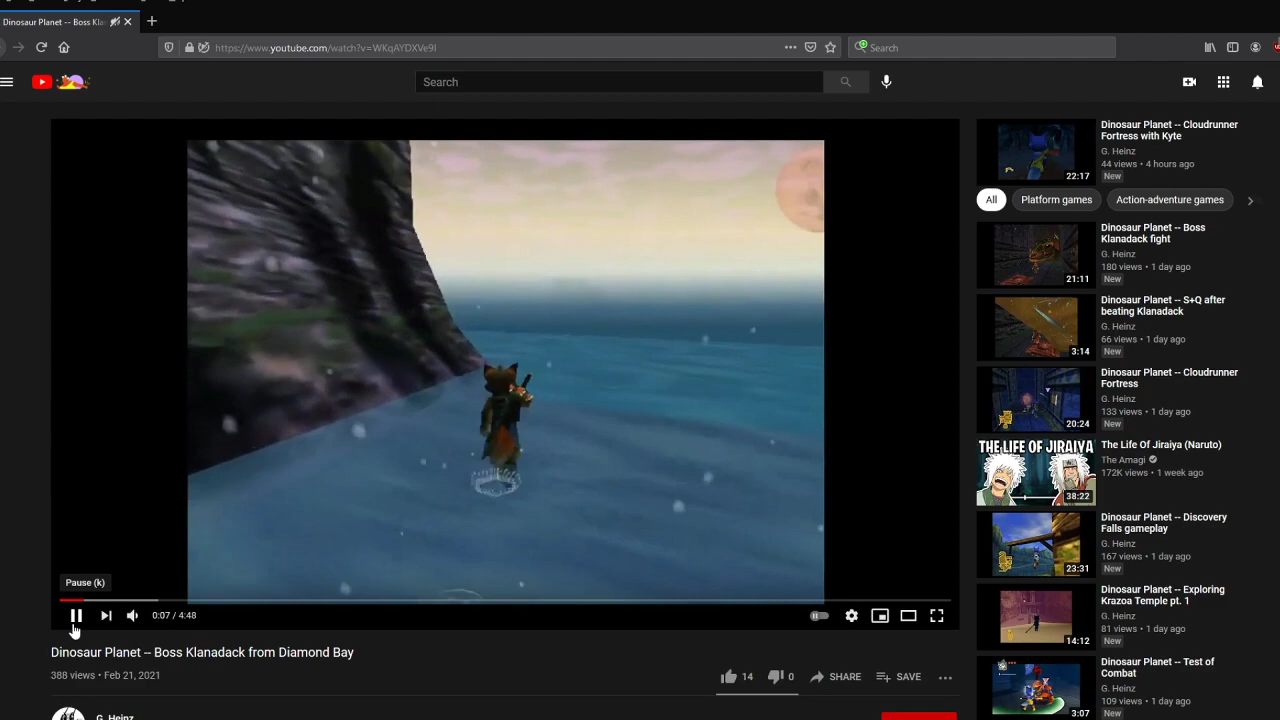 Dinosaur Planet -- Boss Kla
https://www.youtube.com/watch?v=WKqAYDXVe9I
Search
Search
Pause (k)
0:07 / 4:48
Dinosaur Planet -- Boss Klanadack from Diamond Bay
388 views • Feb 21, 2021
14
0
SHARE
SAVE
G. Heinz
Dinosaur Planet -- Cloudrunner
Fortress with Kyte
G. Heinz
44 views • 4 hours ago
New
22:17
All
Platform games
Action-adventure games
Dinosaur Planet -- Boss
Klanadack fight
G. Heinz
180 views • 1 day ago
New
21:11
Dinosaur Planet -- S+Q after
beating Klanadack
G. Heinz
66 views • 1 day ago
New
3:14
Dinosaur Planet -- Cloudrunner
Fortress
G. Heinz
133 views • 1 day ago
New
20:24
THE LIFE OF JIRAIYA
38:22
The Life Of Jiraiya (Naruto)
The Amagi
172K views • 1 week ago
Dinosaur Planet -- Discovery
Falls gameplay
G. Heinz
167 views • 1 day ago
New
23:31
Dinosaur Planet -- Exploring
Krazoa Temple pt. 1
G. Heinz
81 views • 1 day ago
New
14:12
Dinosaur Planet -- Test of
Combat
G. Heinz
109 views • 1 day ago
New
3:07